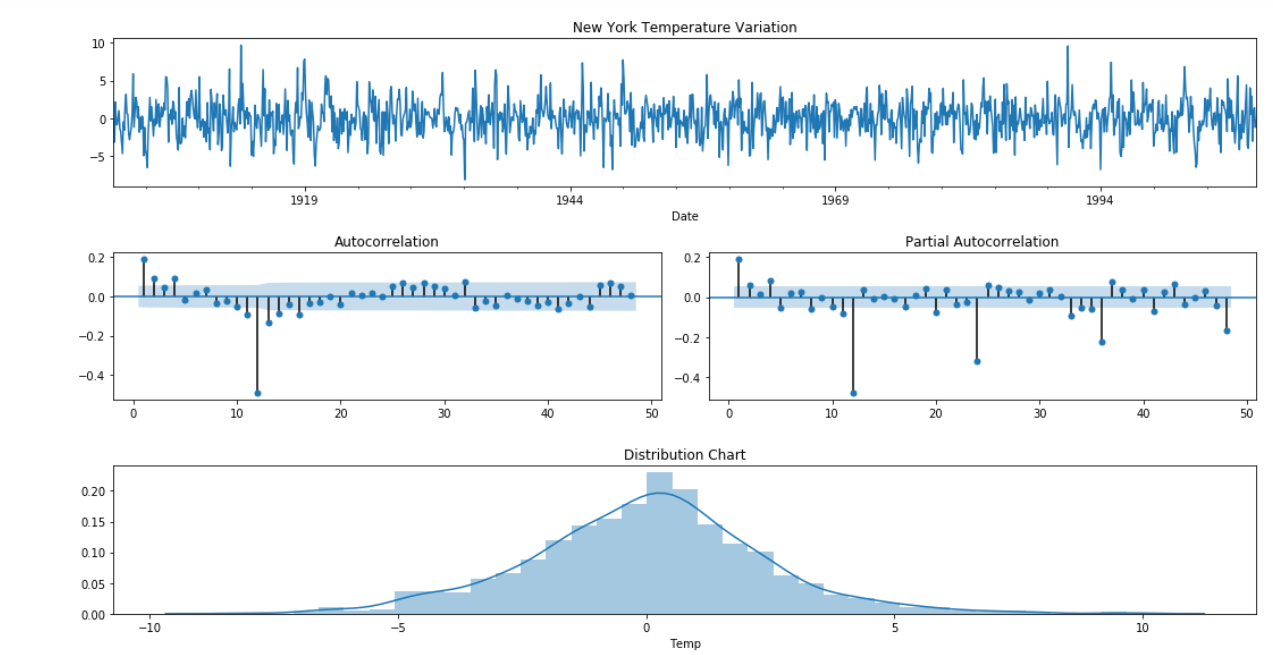 New York Temperature Variation
10
5
0
−5
1919 1944 1969 1994
Date
Autocorrelation Partial Autocorrelation
0.2 0.2
0.0 0.0
−0.2 −0.2
−0.4 −0.4
0 10 20 30 40 50 0 10 20 30 40 50
Distribution Chart
0.20
0.15
0.10
0.05
0.00
−10 −5 0 5 10
Temp